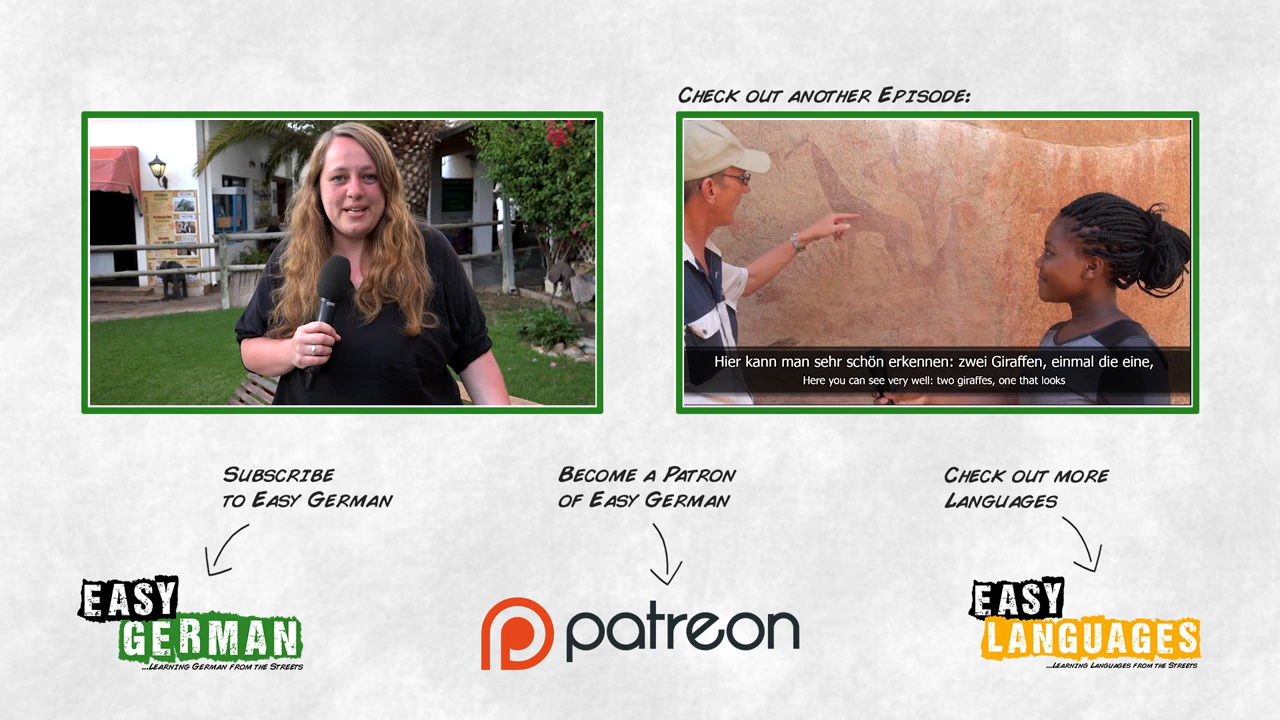 Check out another Episode:
Hier kann man sehr schön erkennen: zwei Giraffen, einmal die eine,
Here you can see very well: two giraffes, one that looks
Subscribe
to Easy German
Become a Patron
of Easy German
Check out more
Languages
EASY
GERMAN
...Learning German from the Streets
patreon
EASY
LANGUAGES
...Learning Languages from the Streets